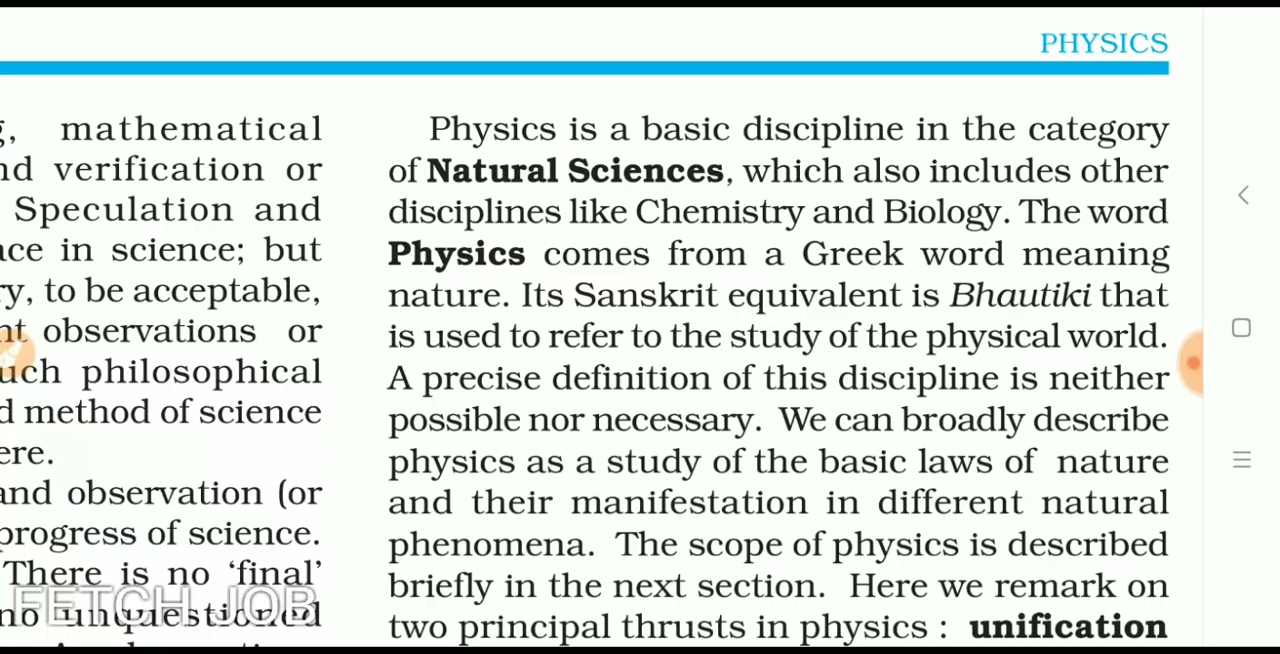 PHYSICS
mathematical
verification or
Speculation and
in science; but
to be acceptable,
observations or
philosophical
method of science
and observation (or
progress of science.
There is no ‘final’
no unquestioned
FETCH JOB
Physics is a basic discipline in the category
of Natural Sciences, which also includes other
disciplines like Chemistry and Biology. The word
Physics comes from a Greek word meaning
nature. Its Sanskrit equivalent is Bhautiki that
is used to refer to the study of the physical world.
A precise definition of this discipline is neither
possible nor necessary. We can broadly describe
physics as a study of the basic laws of nature
and their manifestation in different natural
phenomena. The scope of physics is described
briefly in the next section. Here we remark on
two principal thrusts in physics : unification